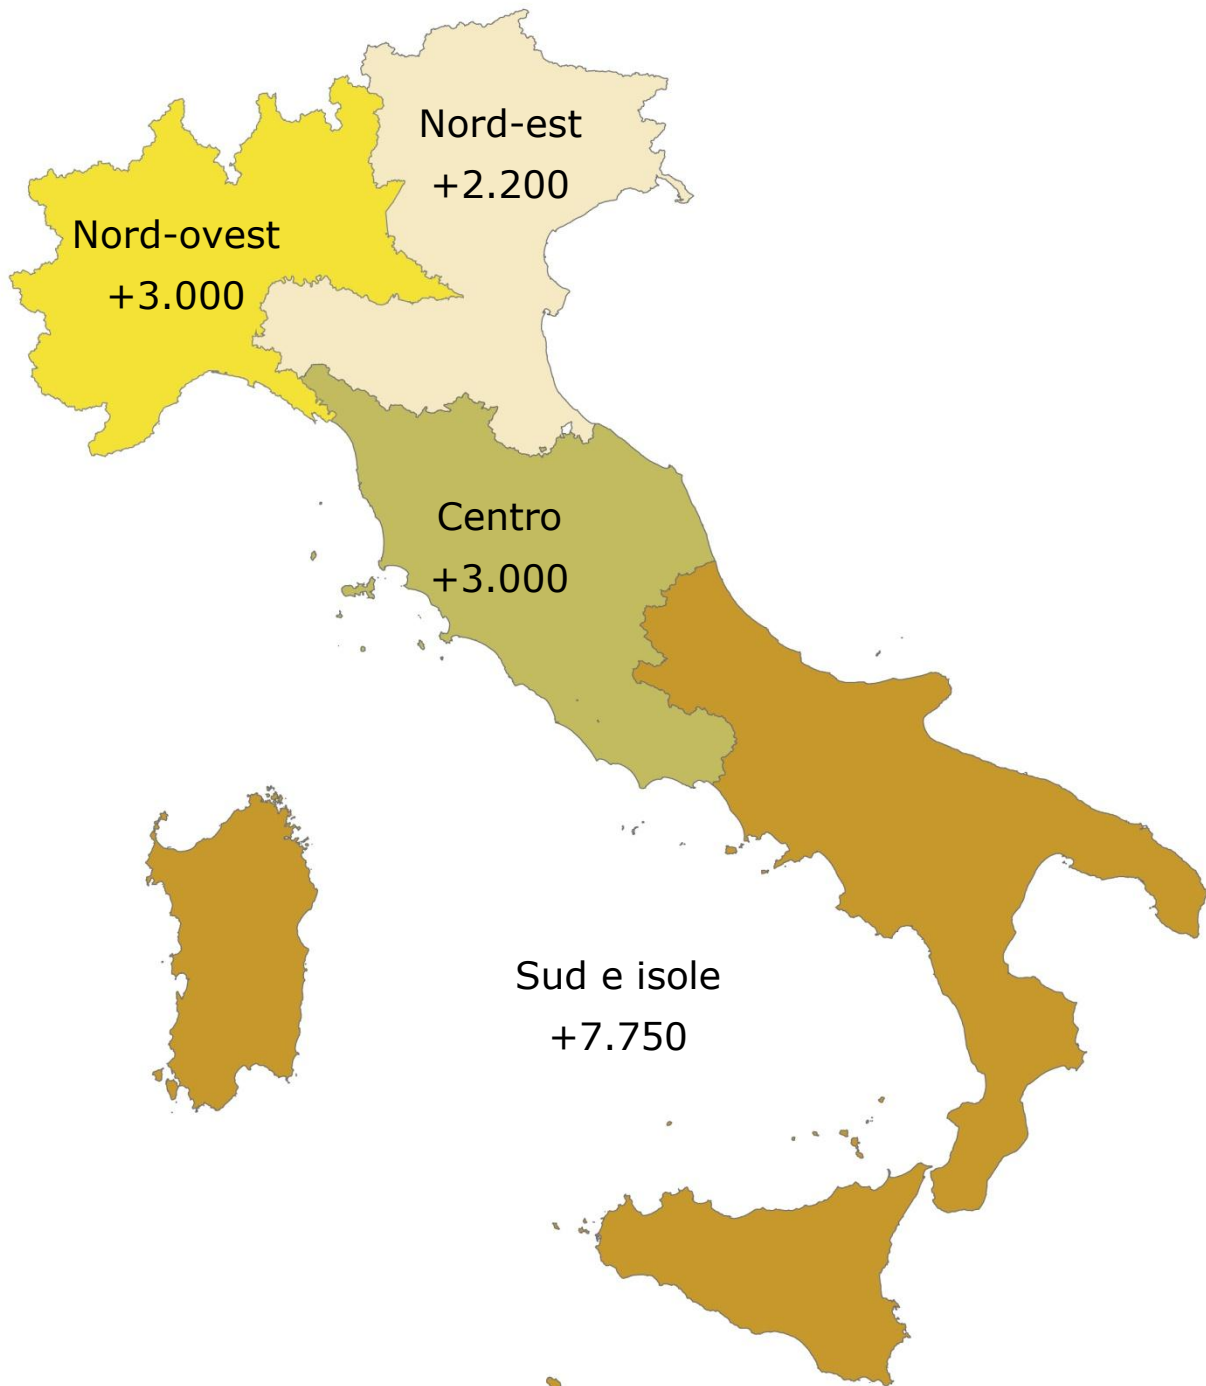 Nord-est
+2.200
Nord-ovest
+3.000
Centro
+3.000
Sud e isole
+7.750